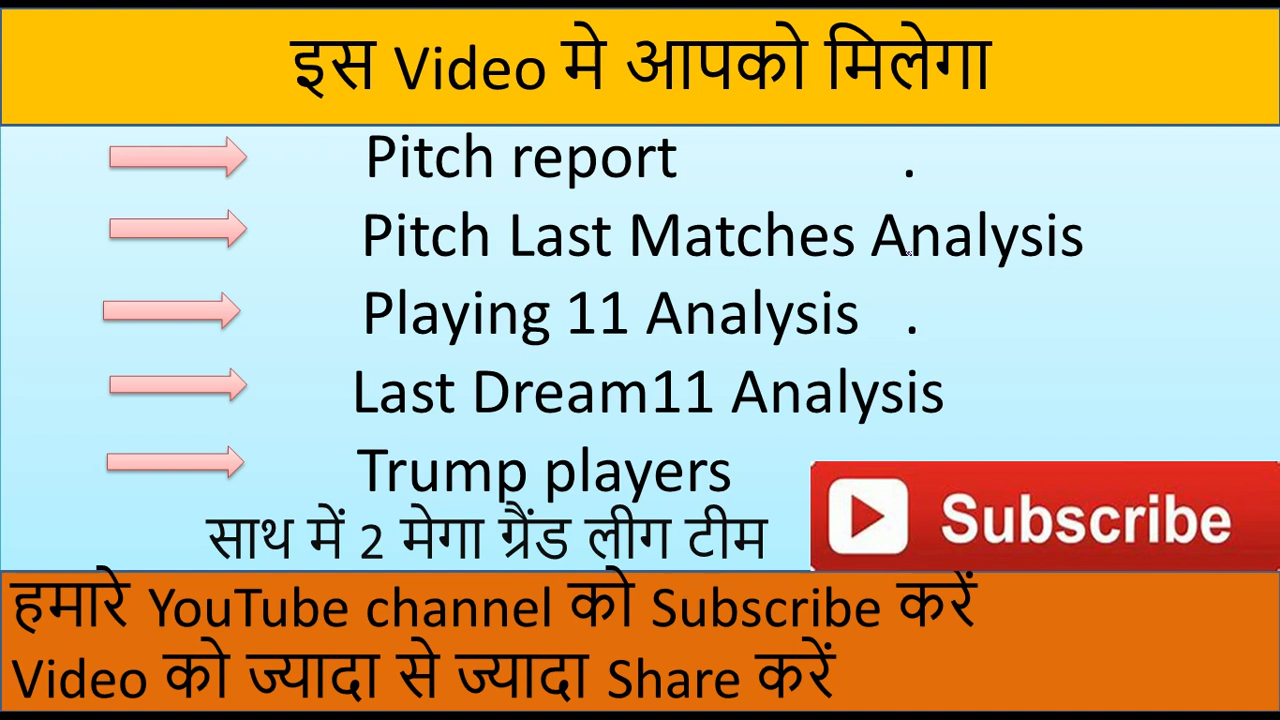 इस Video मे आपको मिलेगा
Pitch report .
Pitch Last Matches Analysis
Playing 11 Analysis .
Last Dream11 Analysis
Trump players
साथ में 2 मेगा ग्रैंड लीग टीम
Subscribe
हमारे YouTube channel को Subscribe करें
Video को ज्यादा से ज्यादा Share करें